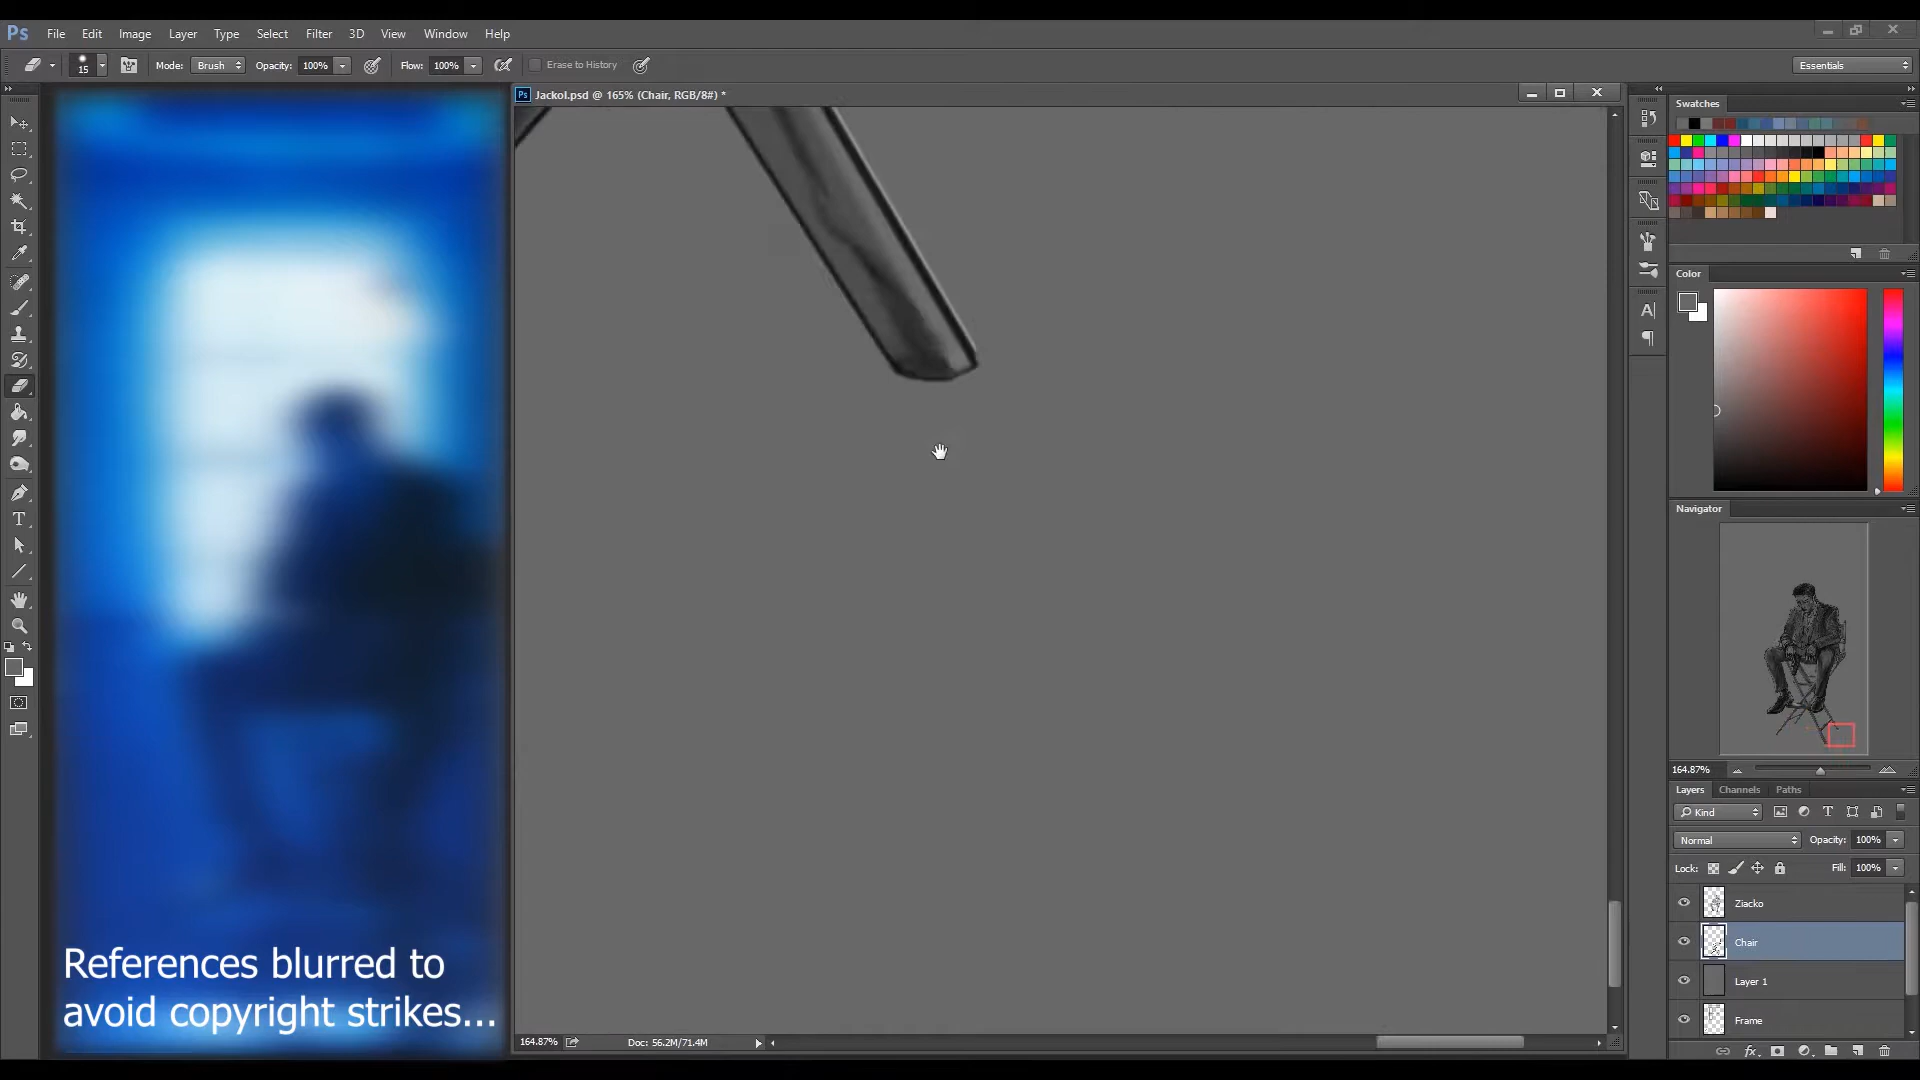 Ps File Edit Image Layer Type Select Filter 3D View Window Help
15 Mode: Brush Opacity: 100% Flow: 100% Erase to History Essentials
Ps Jackol.psd @ 165% (Chair, RGB/8#) *
Swatches
Color
Navigator
164.87%
Layers Channels Paths
Kind
Normal Opacity: 100%
Lock: Fill: 100%
Ziacko
Chair
Layer 1
Frame
fx
References blurred to
avoid copyright strikes...
164.87% Doc: 56.2M/71.4M